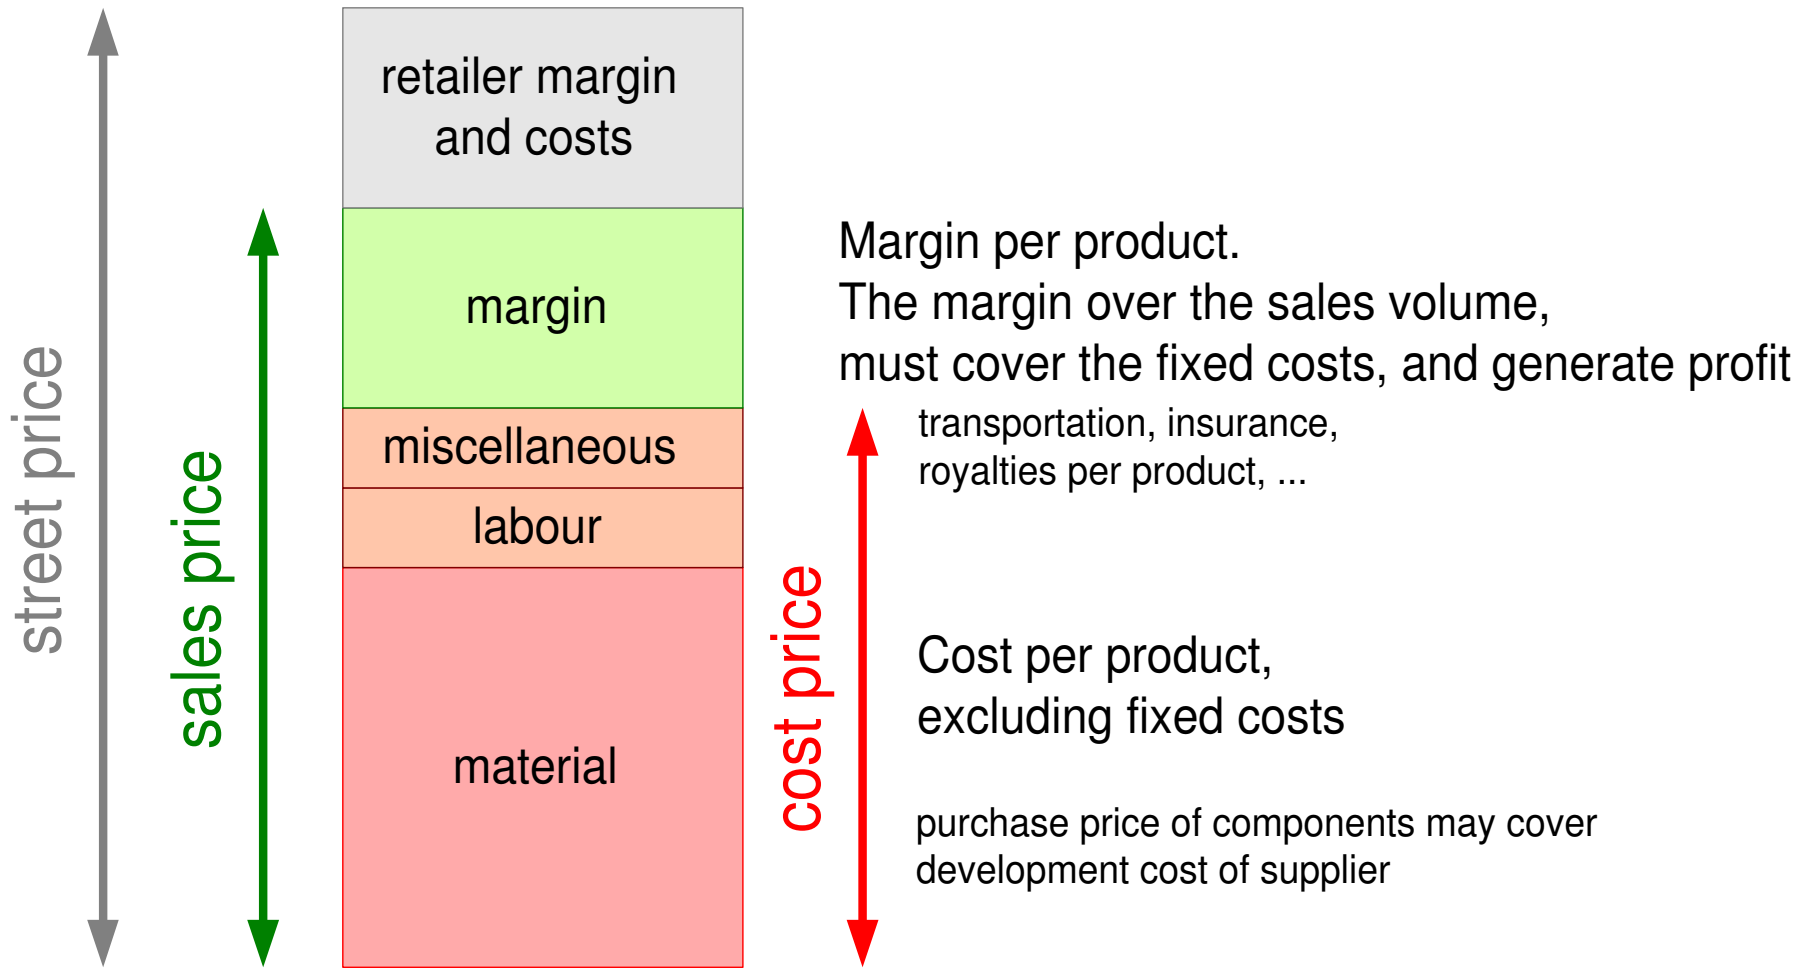 street price
sales price
retailer margin
and costs
margin
miscellaneous
labour
material
cost price
Margin per product.
The margin over the sales volume,
must cover the fixed costs, and generate profit
transportation, insurance,
royalties per product, ...
Cost per product,
excluding fixed costs
purchase price of components may cover
development cost of supplier